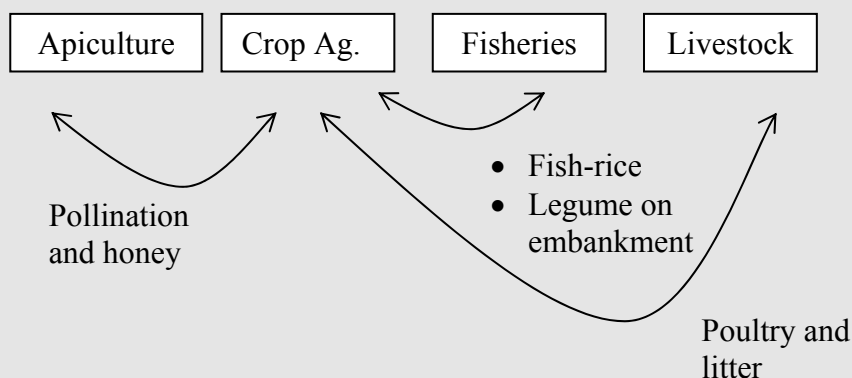 Apiculture
Crop Ag.
Fisheries
Livestock
• Fish-rice
• Legume on
embankment
Pollination
and honey
Poultry and
litter